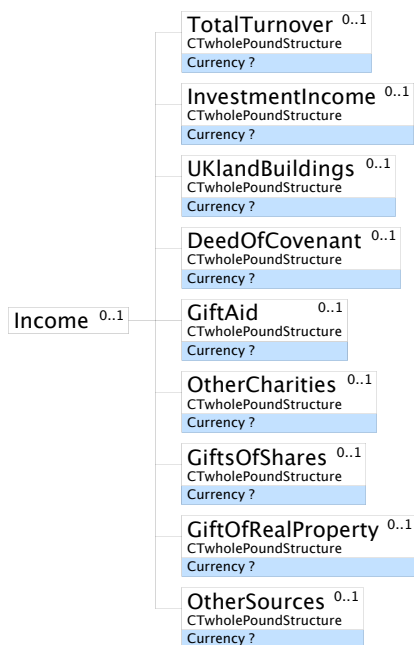 TotalTurnover 0..1
CTwholePoundStructure
Currency ?
InvestmentIncome 0..1
CTwholePoundStructure
Currency ?
UKlandBuildings 0..1
CTwholePoundStructure
Currency ?
DeedOfCovenant 0..1
CTwholePoundStructure
Currency ?
Income 0..1
GiftAid 0..1
CTwholePoundStructure
Currency ?
OtherCharities 0..1
CTwholePoundStructure
Currency ?
GiftsOfShares 0..1
CTwholePoundStructure
Currency ?
GiftOfRealProperty 0..1
CTwholePoundStructure
Currency ?
OtherSources 0..1
CTwholePoundStructure
Currency ?